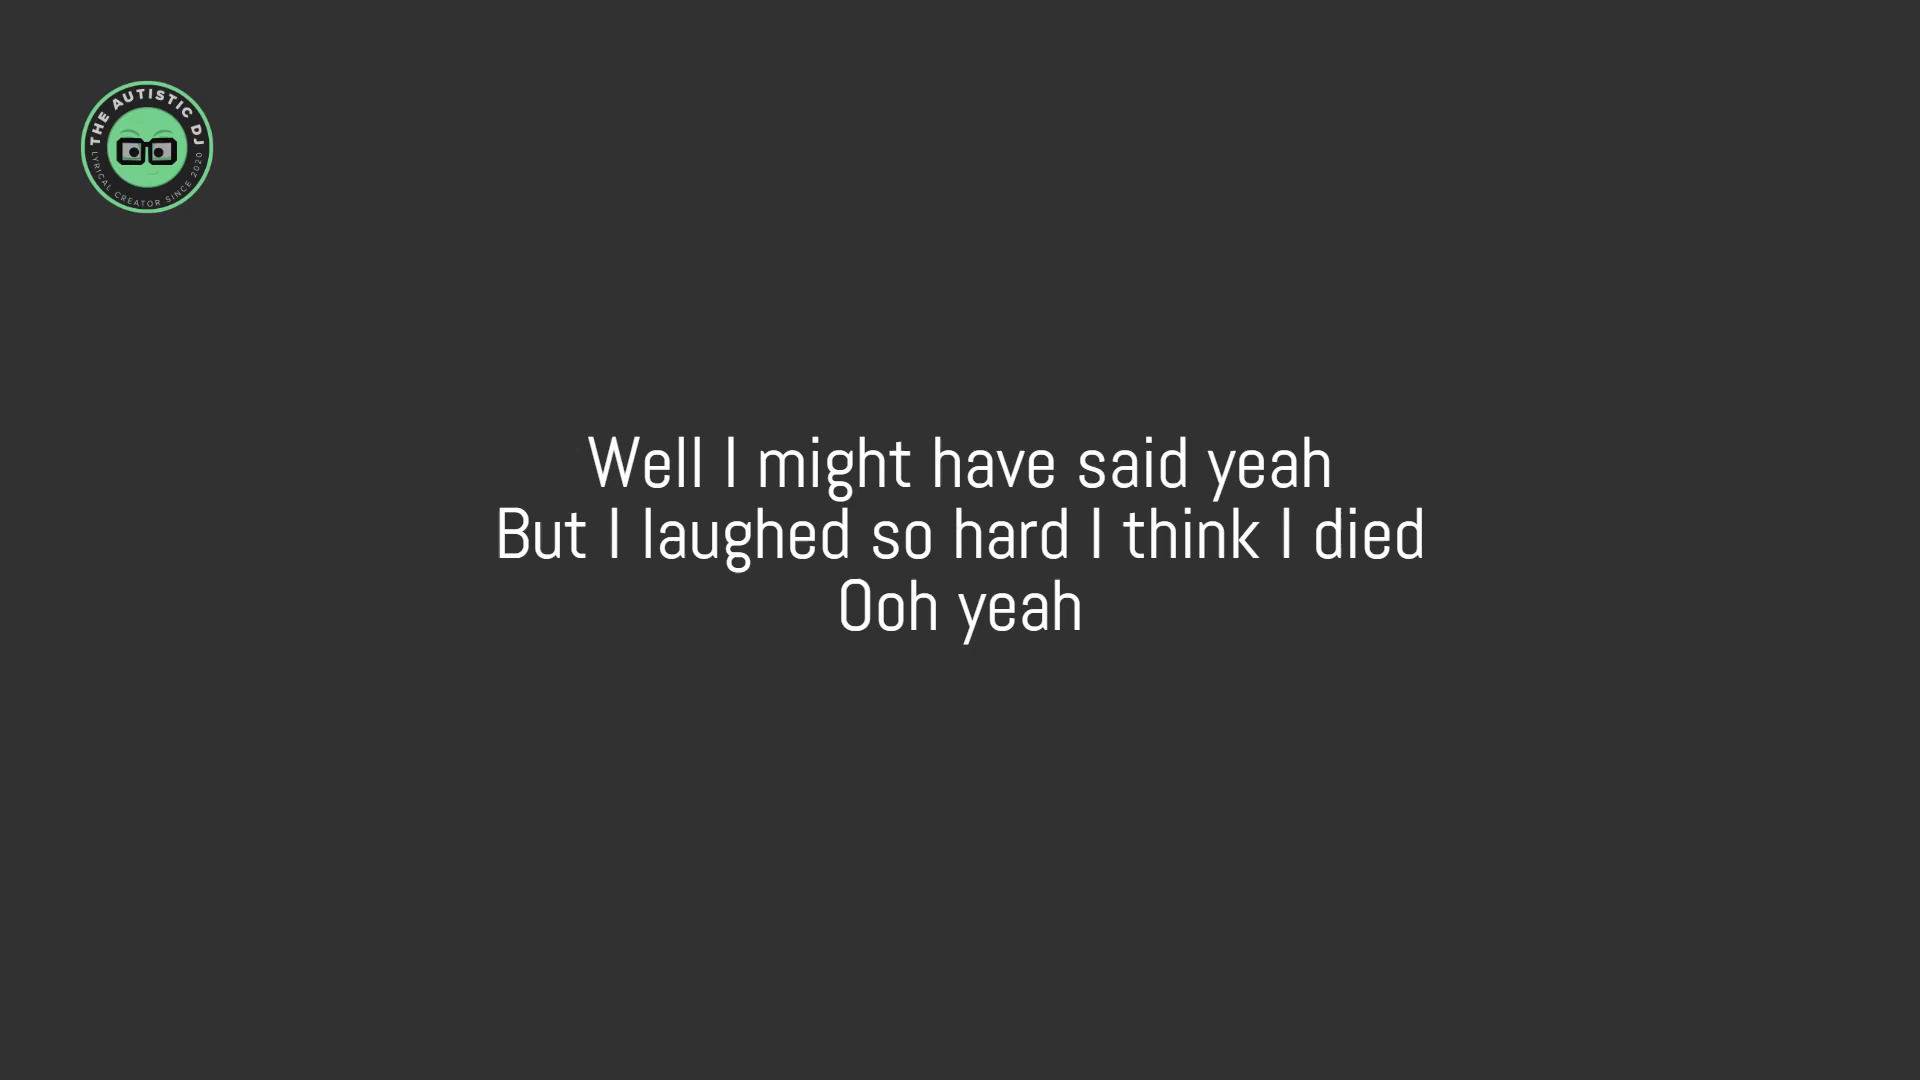 THE AUTISTIC DJ
LYRICAL CREATOR SINCE 2020
Well I might have said yeah
But I laughed so hard I think I died
Ooh yeah